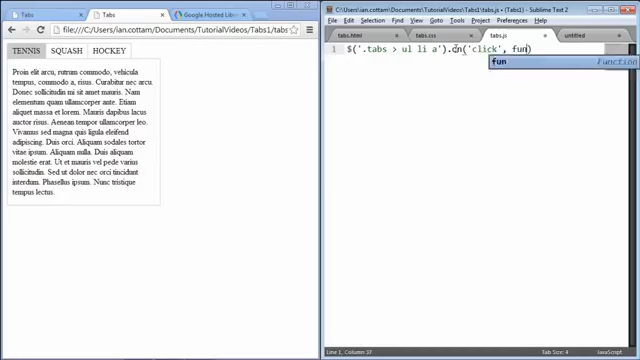 Tabs
Tabs
Google Hosted Libr
file:///C:/Users/ian.cottam/Documents/TutorialVideos/Tabs1/tabs
TENNIS
SQUASH
HOCKEY
Proin elit arcu, rutrum commodo, vehicula
tempus, commodo a, risus. Curabitur nec arcu.
Donec sollicitudin mi sit amet mauris. Nam
elementum quam ullamcorper ante. Etiam
aliquet massa et lorem. Mauris dapibus lacus
auctor risus. Aenean tempor ullamcorper leo.
Vivamus sed magna quis ligula eleifend
adipiscing. Duis orci. Aliquam sodales tortor
vitae ipsum. Aliquam nulla. Duis aliquam
molestie erat. Ut et mauris vel pede varius
sollicitudin. Sed ut dolor nec orci tincidunt
interdum. Phasellus ipsum. Nunc tristique
tempus lectus.
C:\Users\ian.cottam\Documents\TutorialVideos\Tabs1\tabs.js • (Tabs1) - Sublime Text 2
File Edit Selection Find View Goto Tools Project Preferences Help
tabs.html
tabs.css
tabs.js
untitled
1 $('.tabs > ul li a').on('click', fun)
fun Function
Line 1, Column 37
Tab Size: 4
JavaScript